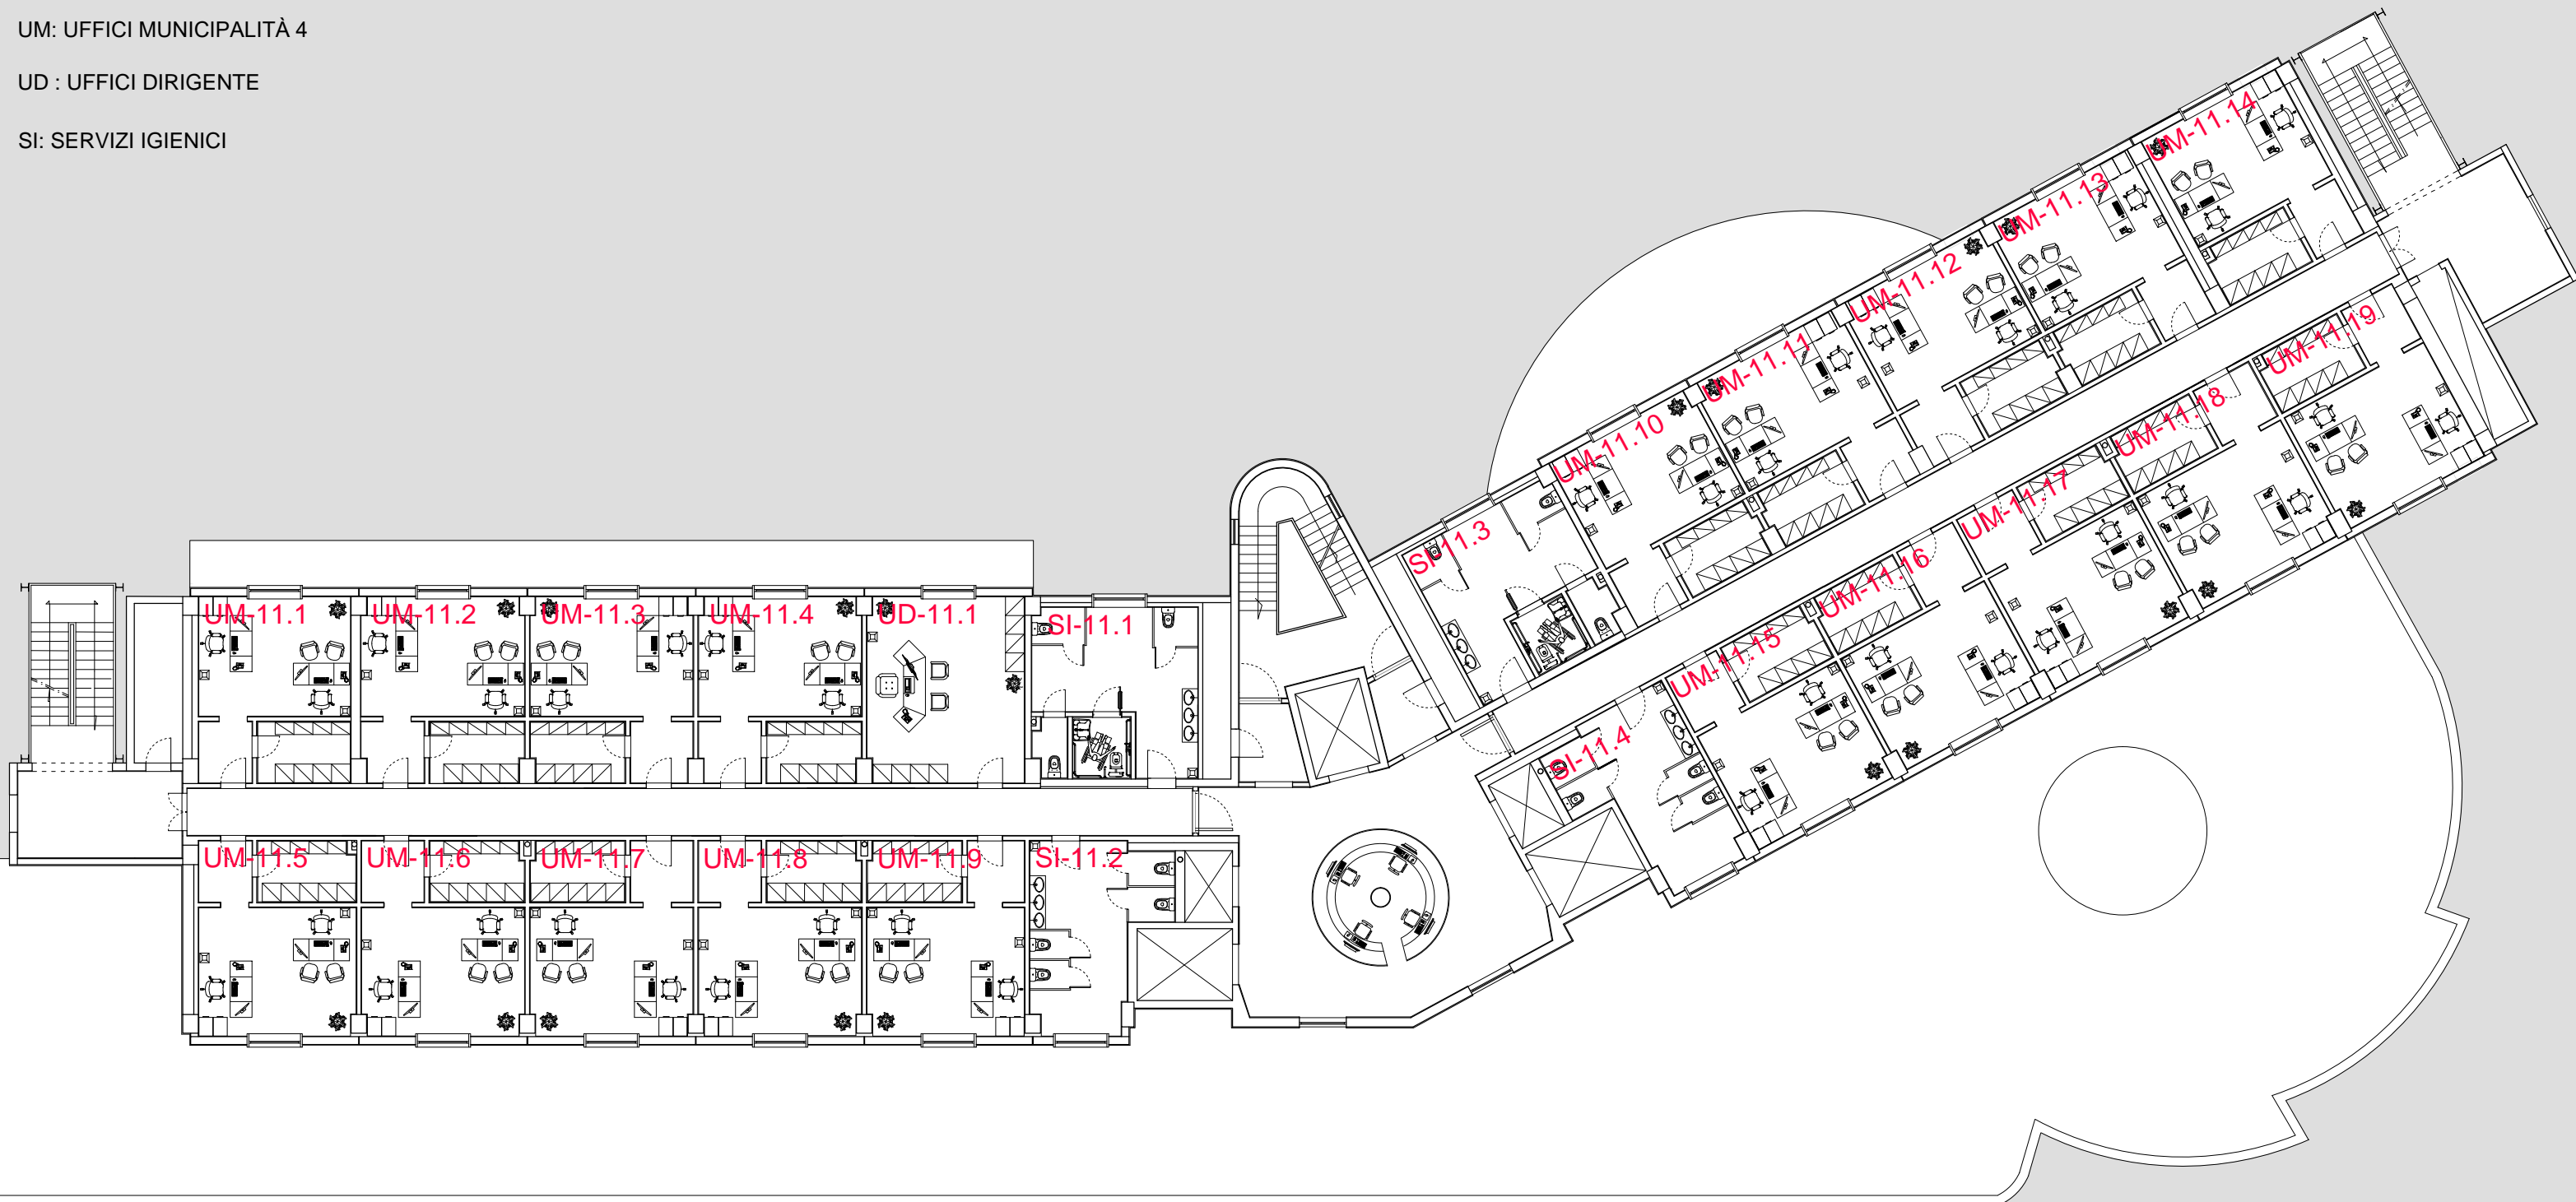 UM: UFFICI MUNICIPALITÀ 4
UD : UFFICI DIRIGENTE
SI: SERVIZI IGIENICI
UM-11.14
UM-11.13
UM-11.12
UM-11.11
UM-11.10
SI-11.3
UM-11.19
UM-11.18
UM-11.17
UM-11.16
UM-11.15
SI-11.4
UM-11.1
UM-11.2
UM-11.3
UM-11.4
UD-11.1
SI-11.1
UM-11.5
UM-11.6
UM-11.7
UM-11.8
UM-11.9
SI-11.2